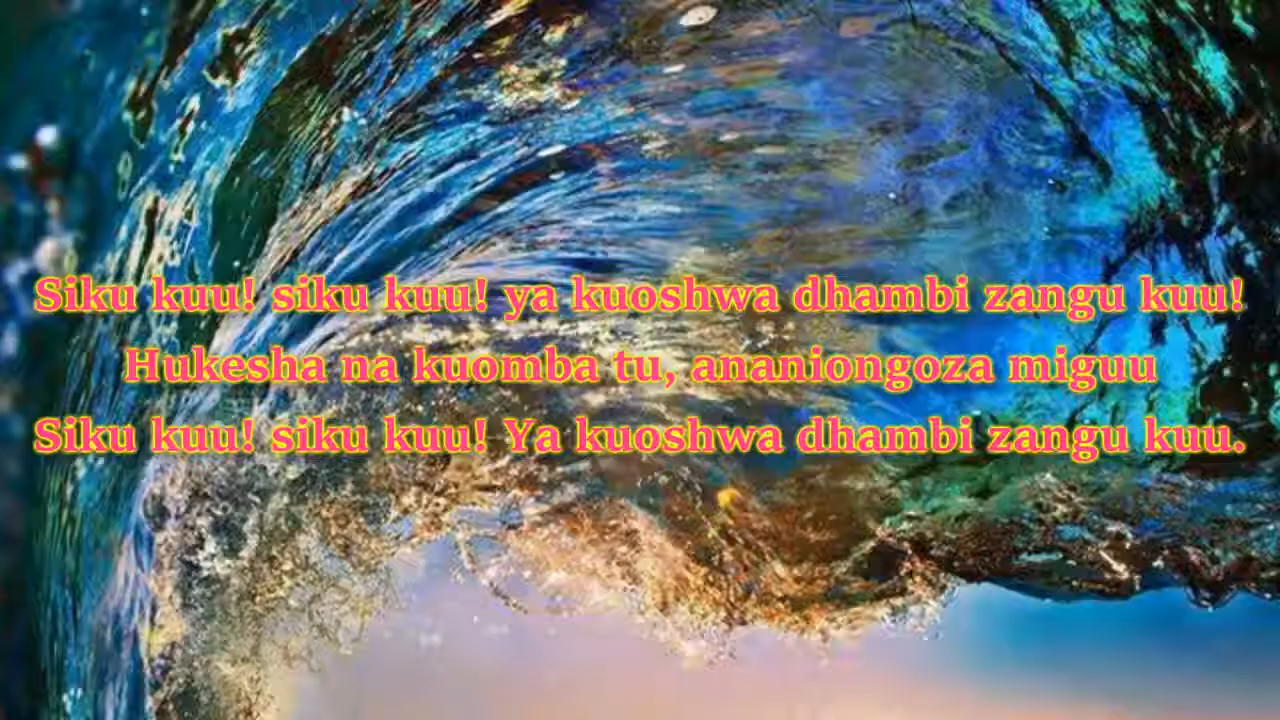 Siku kuu! siku kuu! ya kuoshwa dhambi zangu kuu!
Hukesha na kuomba tu, ananiongoza miguu
Siku kuu! siku kuu! Ya kuoshwa dhambi zangu kuu.